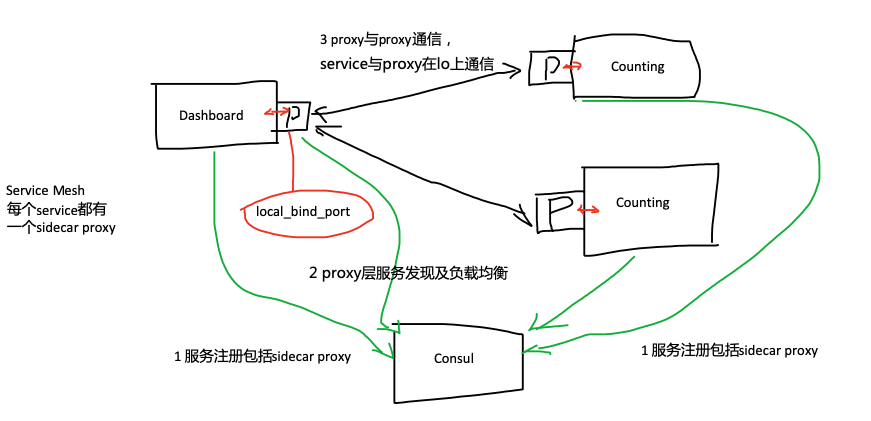 3 proxy与proxy通信，
service与proxy在lo上通信
P
Counting
Dashboard
P
Service Mesh
每个service都有
一个sidecar proxy
local_bind_port
P
Counting
2 proxy层服务发现及负载均衡
1 服务注册包括sidecar proxy
Consul
1 服务注册包括sidecar proxy